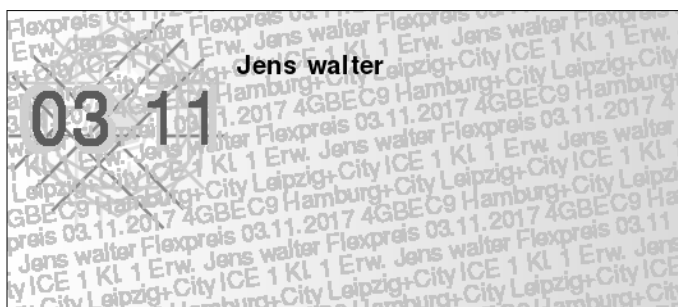 Flexpreis 03.11.2017 4GBEC9 Hamburg+City Leipzig+City ICE 1 Kl. 1 Erw. Jens walter
Jens walter
03 11